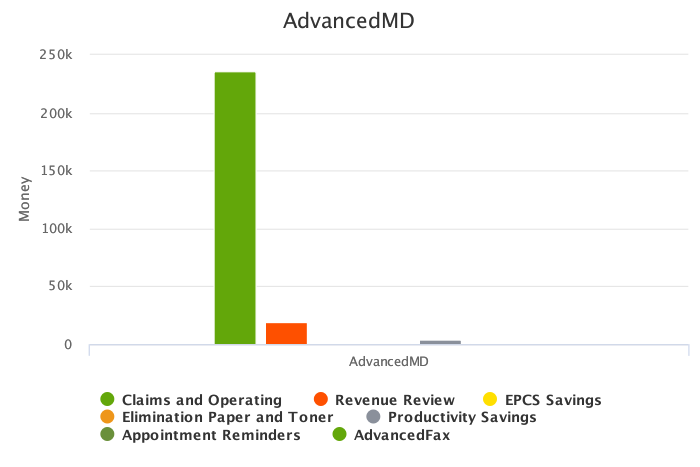 AdvancedMD
250k
200k
150k
100k
50k
0
Money
AdvancedMD
Claims and Operating Revenue Review EPCS Savings
Elimination Paper and Toner Productivity Savings
Appointment Reminders AdvancedFax